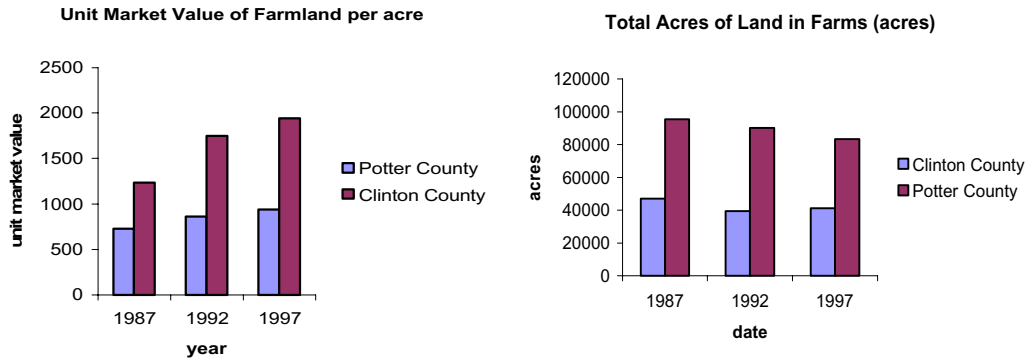 Unit Market Value of Farmland per acre
unit market value
2500
2000
1500
1000
500
0
1987 1992 1997
year
Potter County
Clinton County
Total Acres of Land in Farms (acres)
acres
120000
100000
80000
60000
40000
20000
0
1987 1992 1997
date
Clinton County
Potter County